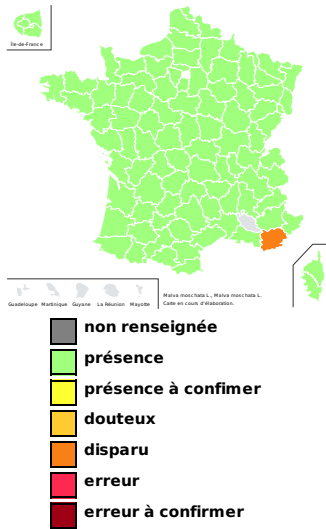 Île-de-France
Guadeloupe Martinique Guyane La Réunion Mayotte
Malva moschata L., Malva moschata L.
Carte en cours d'élaboration.
non renseignée
présence
présence à confimer
douteux
disparu
erreur
erreur à confirmer